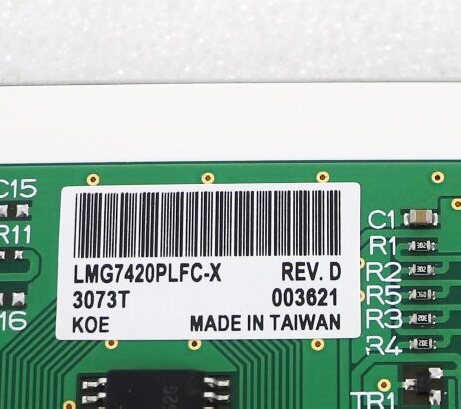 C15
R11
16
LMG7420PLFC-X REV. D
3073T 003621
KOE MADE IN TAIWAN
C1
R1
R2
R5
R3
R4
TR1